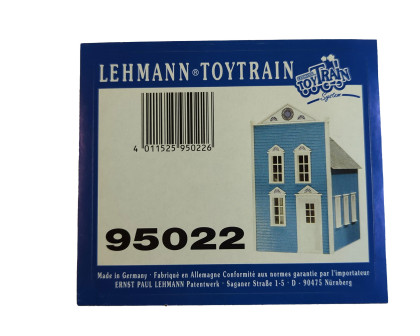 LEHMANN® TOYTRAIN
TOYTRAIN
System
4 011525 950226
95022
Made in Germany · Fabriqué en Allemagne Conformité aux normes garantie par l'importateur
ERNST PAUL LEHMANN Patentwerk · Saganer Straße 1-5 · D - 90475 Nürnberg